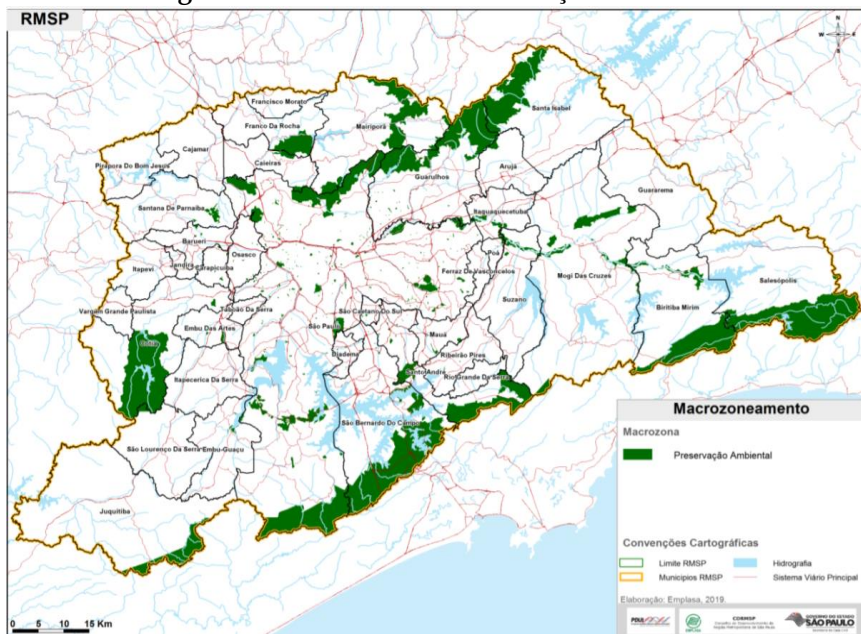 RMSP
N
W
E
S
Francisco Morato
Franco Da Rocha
Mairiporã
Santa Isabel
Cajamar
Caieiras
Pirapora Do Bom Jesus
Guarulhos
Arujá
Guararema
Santana De Parnaíba
Itaquaquecetuba
Barueri
Osasco
Poá
Jandira
Carapicuíba
Itapevi
Ferraz De Vasconcelos
Mogi Das Cruzes
Salesópolis
Suzano
Biritiba Mirim
Vargem Grande Paulista
Taboão Da Serra
São Caetano Do Sul
São Paulo
Embu Das Artes
Mauá
Cotia
Diadema
Ribeirão Pires
Itapecerica Da Serra
Santo André
Rio Grande Da Serra
São Bernardo Do Campo
São Lourenço Da Serra
Embu-Guaçu
Juquitiba
0 5 10 15 Km
Macrozoneamento
Macrozona
Preservação Ambiental
Convenções Cartográficas
Limite RMSP
Hidrografia
Municípios RMSP
Sistema Viário Principal
Elaboração: Emplasa, 2019.
PDUI
CDRMSP
GOVERNO DO ESTADO
SÃO PAULO